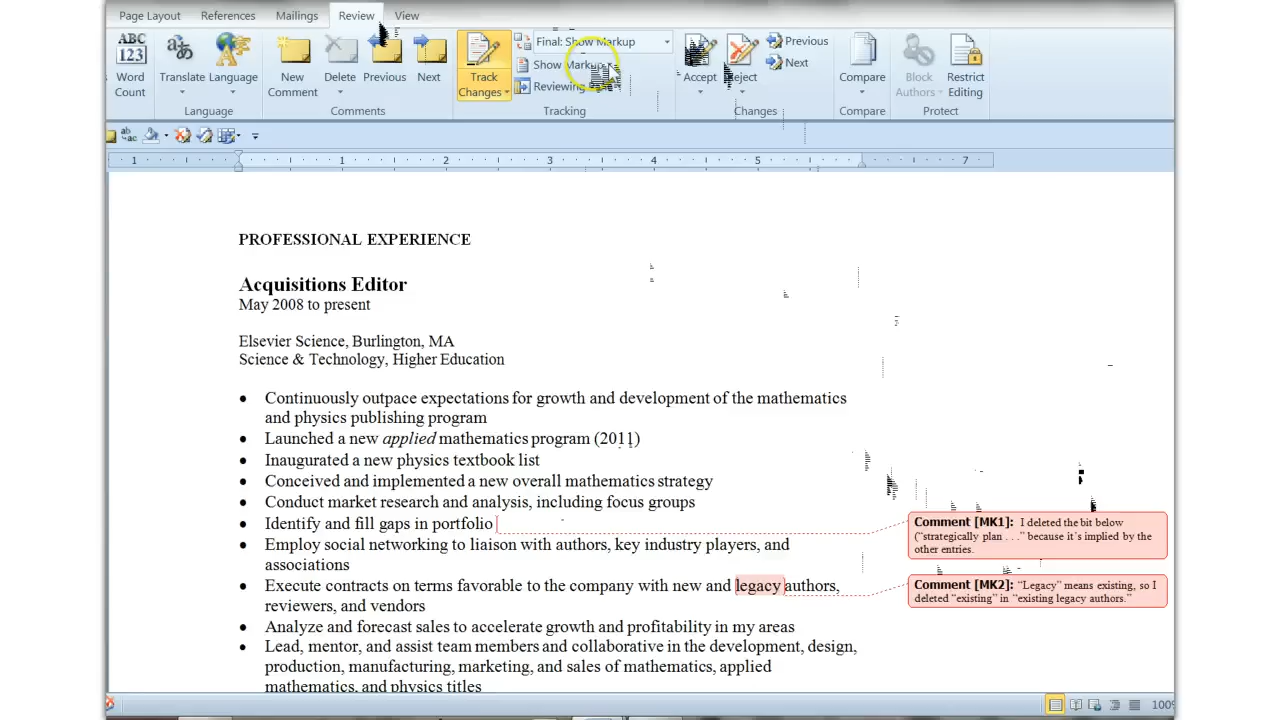 Page Layout References Mailings Review View
ABC
123
Word
Count
Translate Language
Language
New
Comment
Delete Previous Next
Comments
Track
Changes
Final: Show Markup
Show Markup
Reviewing
Tracking
Accept
Reject
Previous
Next
Changes
Compare
Compare
Block
Authors
Restrict
Editing
Protect
1 1 2 3 4 5 7
PROFESSIONAL EXPERIENCE
Acquisitions Editor
May 2008 to present
Elsevier Science, Burlington, MA
Science & Technology, Higher Education
• Continuously outpace expectations for growth and development of the mathematics
and physics publishing program
• Launched a new applied mathematics program (2011)
• Inaugurated a new physics textbook list
• Conceived and implemented a new overall mathematics strategy
• Conduct market research and analysis, including focus groups
• Identify and fill gaps in portfolio
• Employ social networking to liaison with authors, key industry players, and
associations
• Execute contracts on terms favorable to the company with new and legacy authors,
reviewers, and vendors
• Analyze and forecast sales to accelerate growth and profitability in my areas
• Lead, mentor, and assist team members and collaborative in the development, design,
production, manufacturing, marketing, and sales of mathematics, applied
mathematics, and physics titles
Comment [MK1]: I deleted the bit below
("strategically plan . . ." because it's implied by the
other entries.
Comment [MK2]: "Legacy" means existing, so I
deleted "existing" in "existing legacy authors."
100%